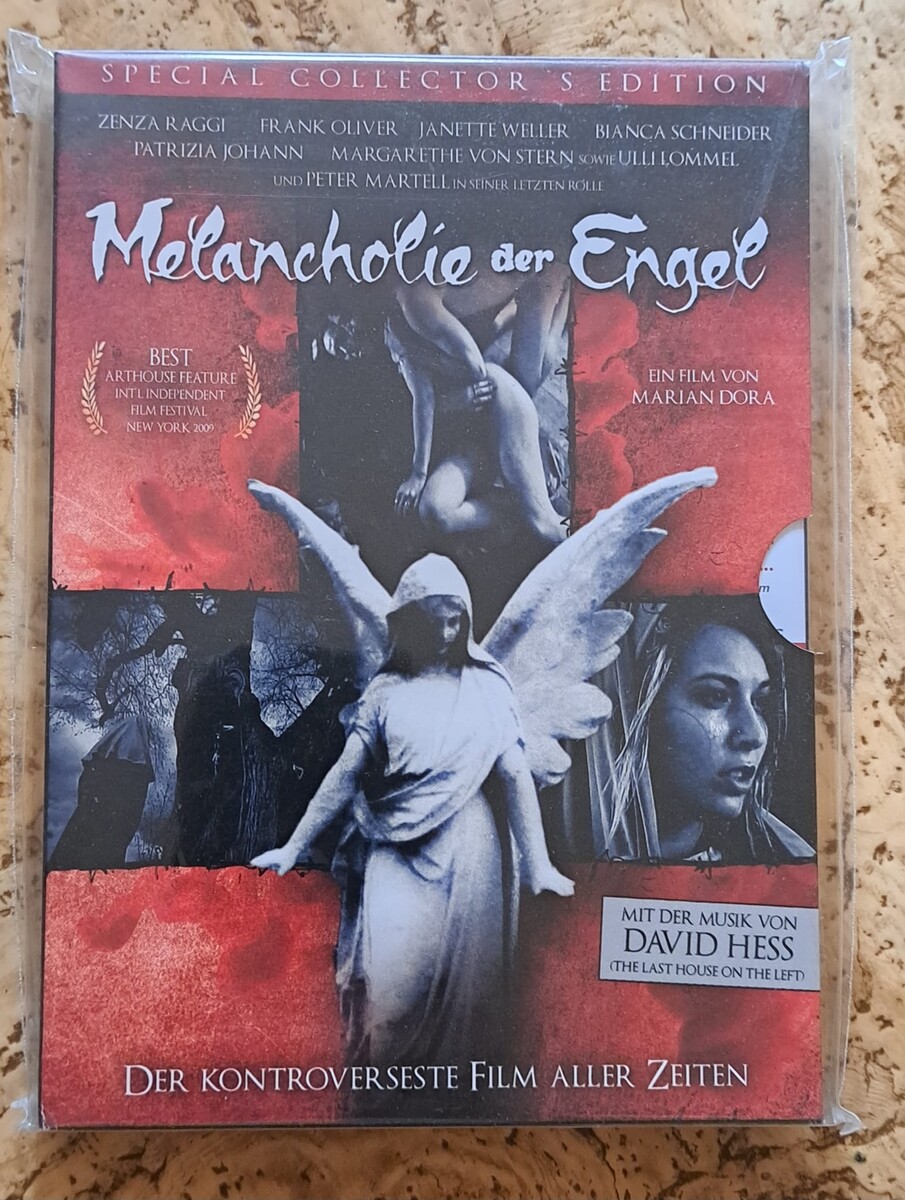 SPECIAL COLLECTOR´S EDITION
ZENZA RAGGI FRANK OLIVER JANETTE WELLER BIANCA SCHNEIDER
PATRIZIA JOHANN MARGARETHE VON STERN SOWIE ULLI LOMMEL
UND PETER MARTELL IN SEINER LETZTEN ROLLE
Melancholie der Engel
BEST
ARTHOUSE FEATURE
INT'L INDEPENDENT
FILM FESTIVAL
NEW YORK 2009
EIN FILM VON
MARIAN DORA
MIT DER MUSIK VON
DAVID HESS
(THE LAST HOUSE ON THE LEFT)
DER KONTROVERSESTE FILM ALLER ZEITEN